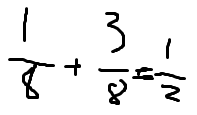 1/8 + 3/8 = 1/2